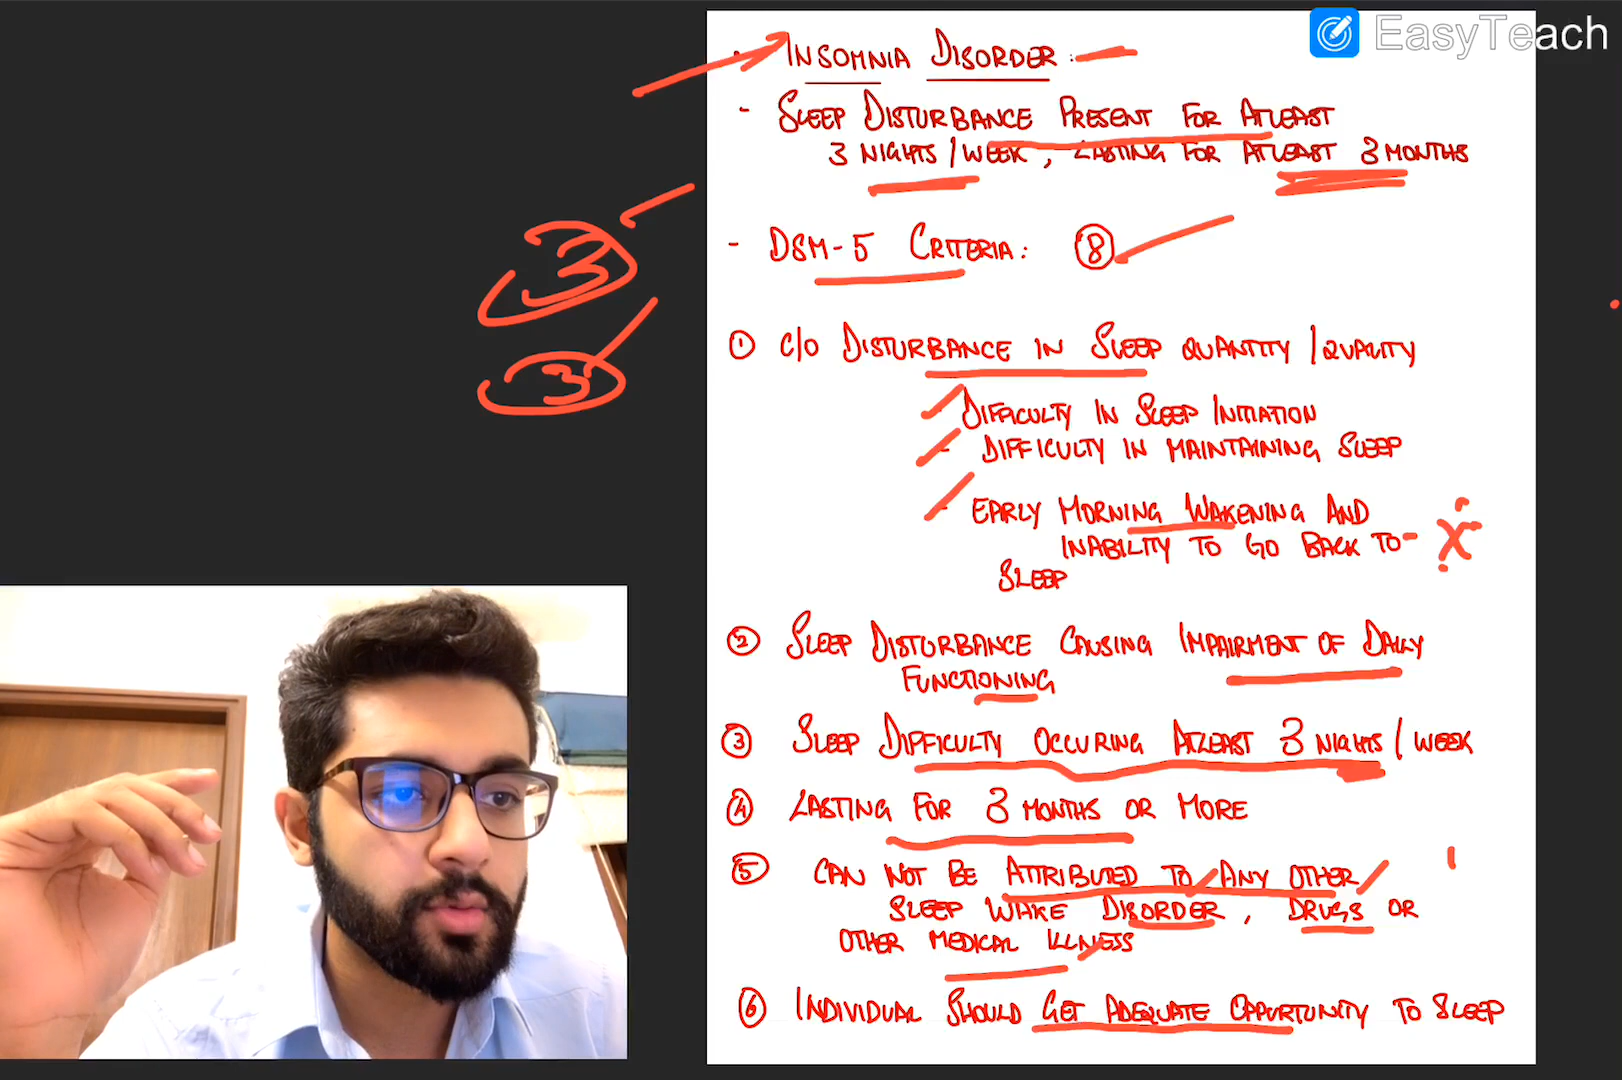 EasyTeach
- INSOMNIA DISORDER :
- SLEEP DISTURBANCE PRESENT FOR ATLEAST
3 NIGHTS / WEEK , LASTING FOR ATLEAST 3 MONTHS
3
- DSM-5 CRITERIA : 8
3
1 C/O DISTURBANCE IN SLEEP QUANTITY / QUALITY
- DIFFICULTY IN SLEEP INITIATION
- DIFFICULTY IN MAINTAINING SLEEP
- EARLY MORNING WAKENING AND
INABILITY TO GO BACK TO
SLEEP
2 SLEEP DISTURBANCE CAUSING IMPAIRMENT OF DAILY
FUNCTIONING
3 SLEEP DIFFICULTY OCCURING ATLEAST 3 NIGHTS / WEEK
4 LASTING FOR 3 MONTHS OR MORE
5 CAN NOT BE ATTRIBUTED TO ANY OTHER
SLEEP WAKE DISORDER , DRUGS OR
OTHER MEDICAL ILLNESS
6 INDIVIDUAL SHOULD GET ADEQUATE OPPURTUNITY TO SLEEP